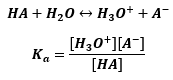 HA + H₂O ↔ H₃O⁺ + A⁻
Kₐ = [H₃O⁺][A⁻] / [HA]